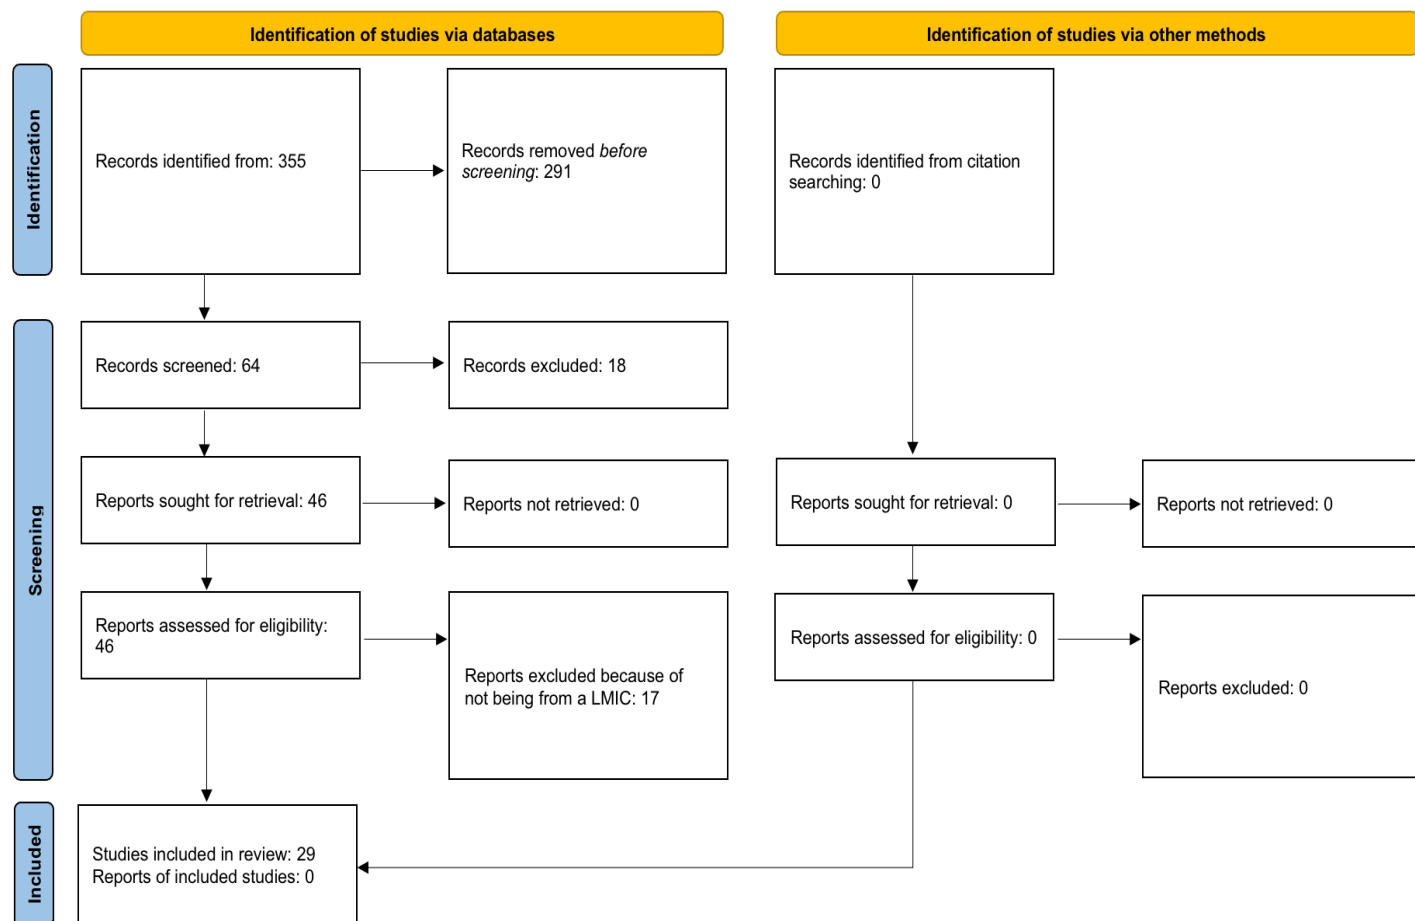 Identification of studies via databases
Identification of studies via other methods
Identification
Records identified from: 355
Records removed before
screening: 291
Records identified from citation
searching: 0
Screening
Records screened: 64
Records excluded: 18
Reports sought for retrieval: 46
Reports not retrieved: 0
Reports sought for retrieval: 0
Reports not retrieved: 0
Reports assessed for eligibility:
46
Reports excluded because of
not being from a LMIC: 17
Reports assessed for eligibility: 0
Reports excluded: 0
Included
Studies included in review: 29
Reports of included studies: 0